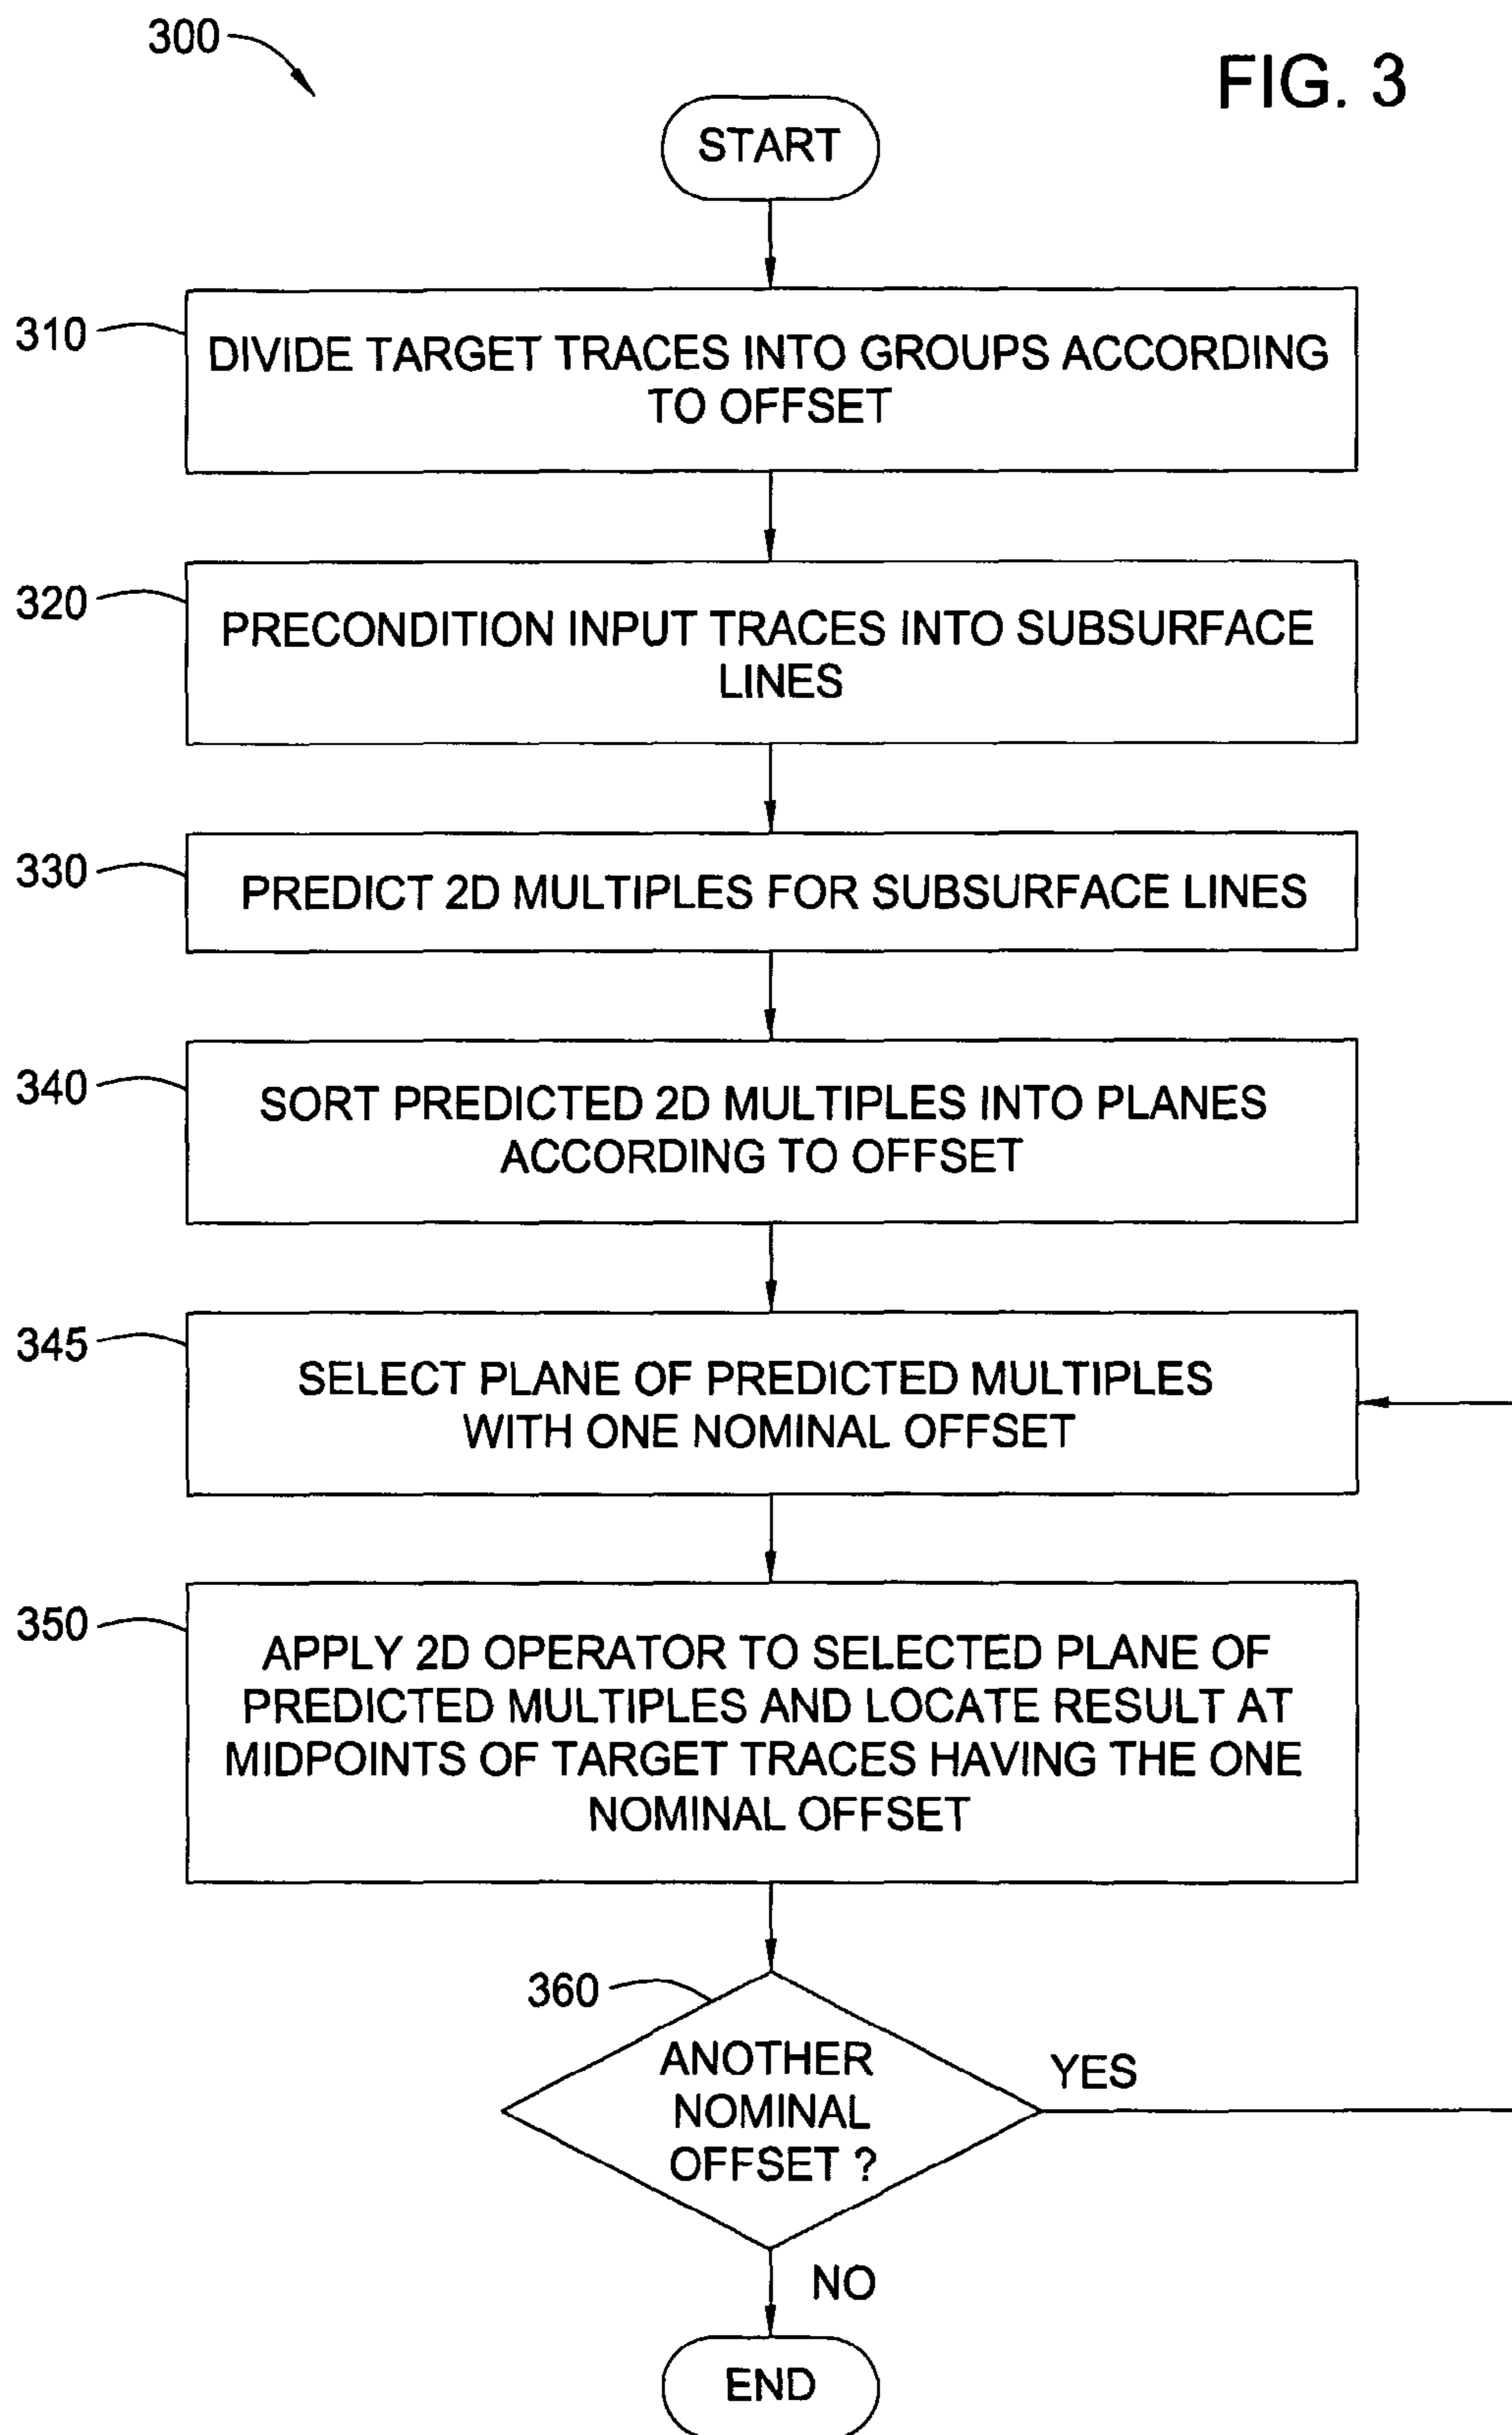 300
FIG. 3
START
310
DIVIDE TARGET TRACES INTO GROUPS ACCORDING
TO OFFSET
320
PRECONDITION INPUT TRACES INTO SUBSURFACE
LINES
330
PREDICT 2D MULTIPLES FOR SUBSURFACE LINES
340
SORT PREDICTED 2D MULTIPLES INTO PLANES
ACCORDING TO OFFSET
345
SELECT PLANE OF PREDICTED MULTIPLES
WITH ONE NOMINAL OFFSET
350
APPLY 2D OPERATOR TO SELECTED PLANE OF
PREDICTED MULTIPLES AND LOCATE RESULT AT
MIDPOINTS OF TARGET TRACES HAVING THE ONE
NOMINAL OFFSET
360
ANOTHER
NOMINAL
OFFSET ?
YES
NO
END